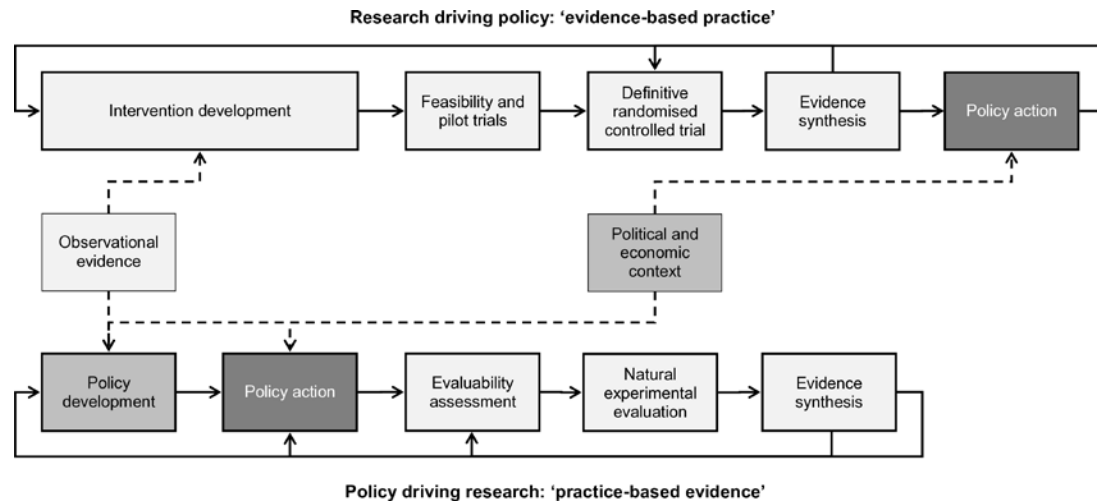 Research driving policy: ‘evidence-based practice’
Intervention development
Feasibility and
pilot trials
Definitive
randomised
controlled trial
Evidence
synthesis
Policy action
Observational
evidence
Political and
economic
context
Policy
development
Policy action
Evaluability
assessment
Natural
experimental
evaluation
Evidence
synthesis
Policy driving research: ‘practice-based evidence’